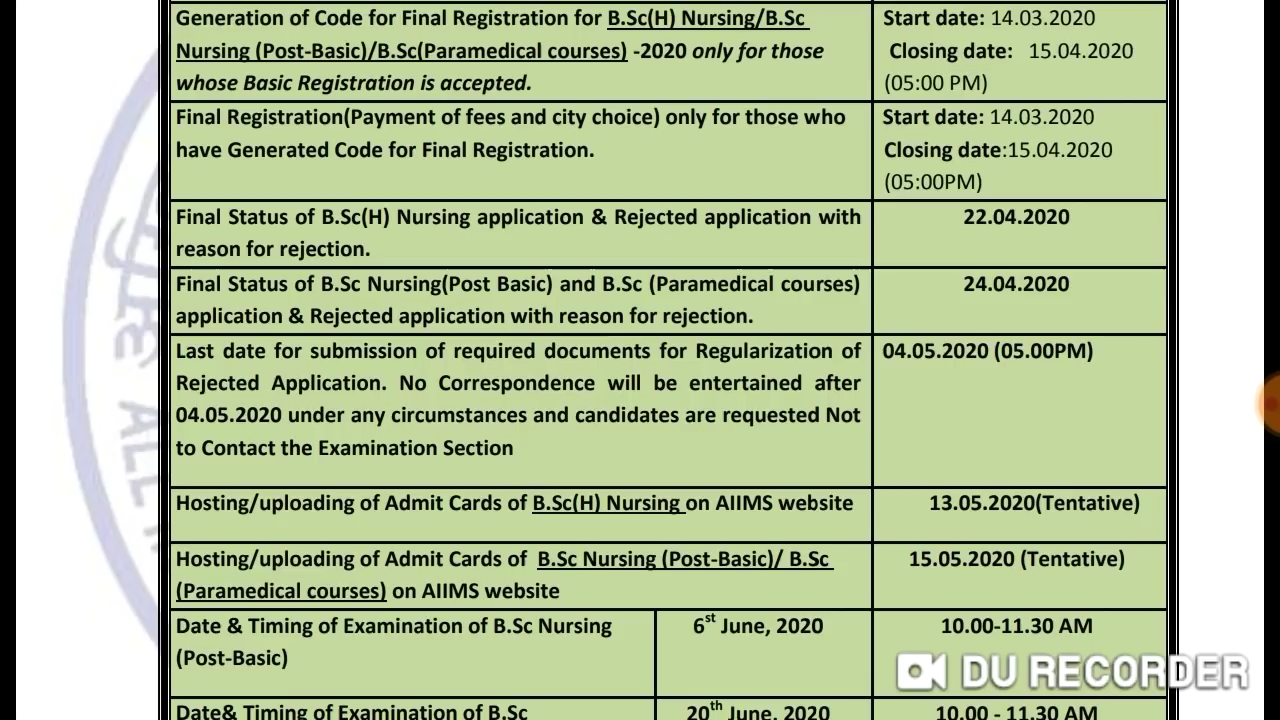 Generation of Code for Final Registration for B.Sc(H) Nursing/B.Sc
Nursing (Post-Basic)/B.Sc(Paramedical courses) -2020 only for those
whose Basic Registration is accepted.
Start date: 14.03.2020
Closing date: 15.04.2020
(05:00 PM)
Final Registration(Payment of fees and city choice) only for those who
have Generated Code for Final Registration.
Start date: 14.03.2020
Closing date:15.04.2020
(05:00PM)
Final Status of B.Sc(H) Nursing application & Rejected application with
reason for rejection.
22.04.2020
Final Status of B.Sc Nursing(Post Basic) and B.Sc (Paramedical courses)
application & Rejected application with reason for rejection.
24.04.2020
Last date for submission of required documents for Regularization of
Rejected Application. No Correspondence will be entertained after
04.05.2020 under any circumstances and candidates are requested Not
to Contact the Examination Section
04.05.2020 (05.00PM)
Hosting/uploading of Admit Cards of B.Sc(H) Nursing on AIIMS website
13.05.2020(Tentative)
Hosting/uploading of Admit Cards of B.Sc Nursing (Post-Basic)/ B.Sc
(Paramedical courses) on AIIMS website
15.05.2020 (Tentative)
Date & Timing of Examination of B.Sc Nursing
(Post-Basic)
6st June, 2020
10.00-11.30 AM
Date& Timing of Examination of B.Sc
20th June, 2020
10.00 - 11.30 AM
DU RECORDER